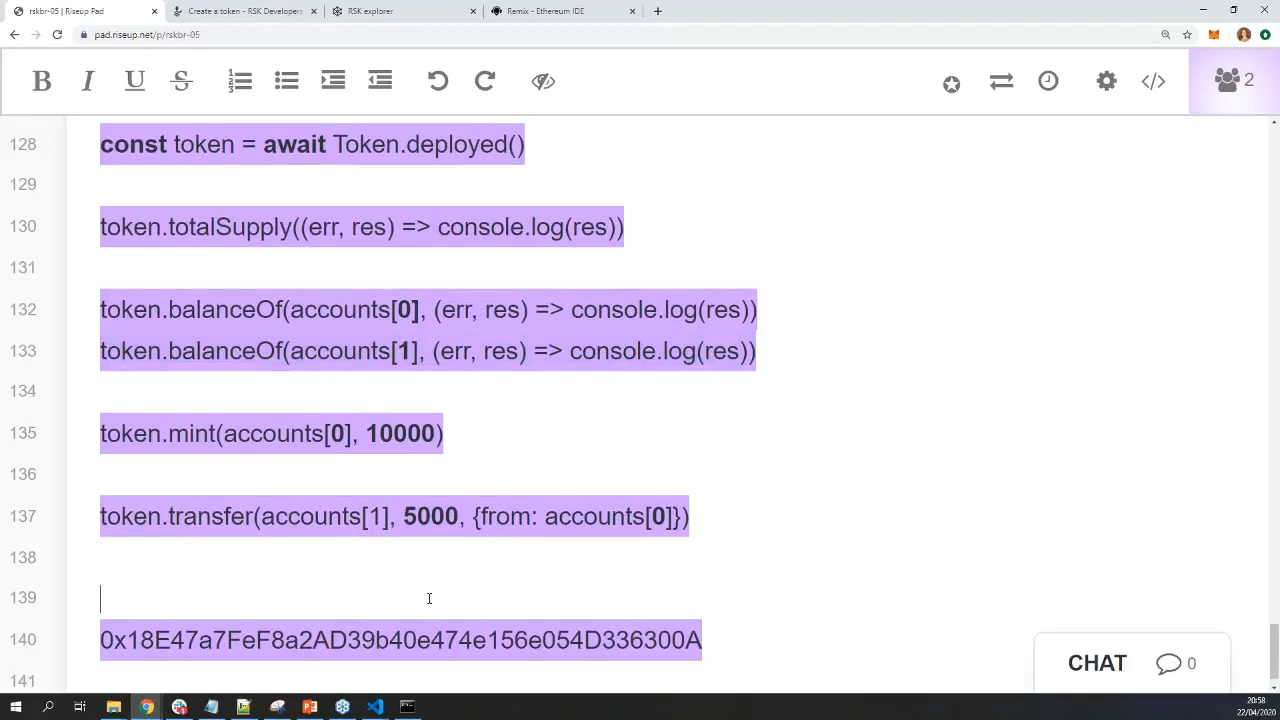 rskbr-05 | Riseup Pad
Create a token - RSK Developers
RSK explorer
Remix - Ethereum IDE
pad.riseup.net/p/rskbr-05
B I U S
2
128 const token = await Token.deployed()
129
130 token.totalSupply((err, res) => console.log(res))
131
132 token.balanceOf(accounts[0], (err, res) => console.log(res))
133 token.balanceOf(accounts[1], (err, res) => console.log(res))
134
135 token.mint(accounts[0], 10000)
136
137 token.transfer(accounts[1], 5000, {from: accounts[0]})
138
139
140 0x18E47a7FeF8a2AD39b40e474e156e054D336300A
141
CHAT 0
20:58
22/04/2020